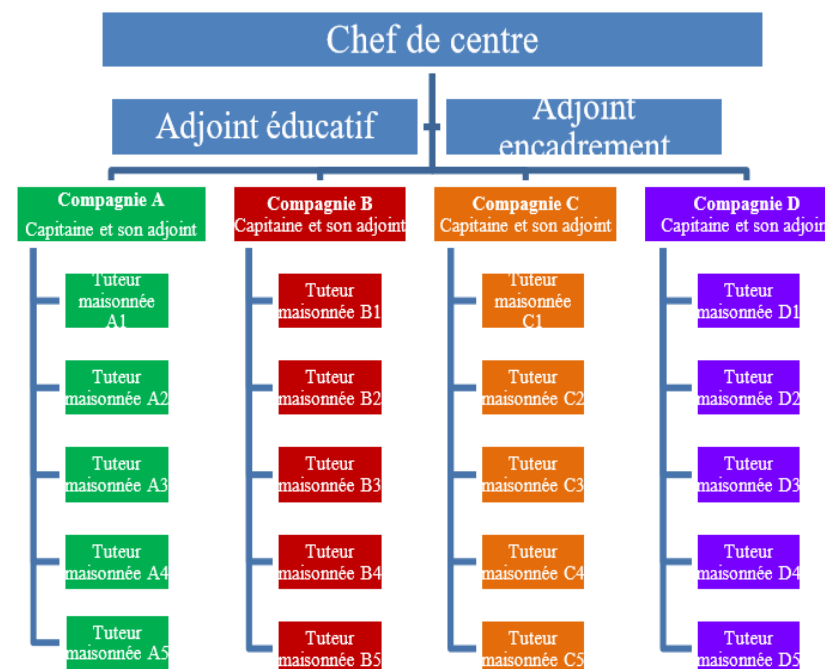 Chef de centre
Adjoint éducatif
Adjoint
encadrement
Compagnie A
Capitaine et son adjoint
Compagnie B
Capitaine et son adjoint
Compagnie C
Capitaine et son adjoint
Compagnie D
Capitaine et son adjoin
Tuteur
maisonnée
A1
Tuteur
maisonnée A2
Tuteur
maisonnée A3
Tuteur
maisonnée A4
Tuteur
maisonnée A5
Tuteur
maisonnée B1
Tuteur
maisonnée B2
Tuteur
maisonnée B3
Tuteur
maisonnée B4
Tuteur
maisonnée B5
Tuteur
maisonnée
C1
Tuteur
maisonnée C2
Tuteur
maisonnée C3
Tuteur
maisonnée C4
Tuteur
maisonnée C5
Tuteur
maisonnée D1
Tuteur
maisonnée D2
Tuteur
maisonnée D3
Tuteur
maisonnée D4
Tuteur
maisonnée D5